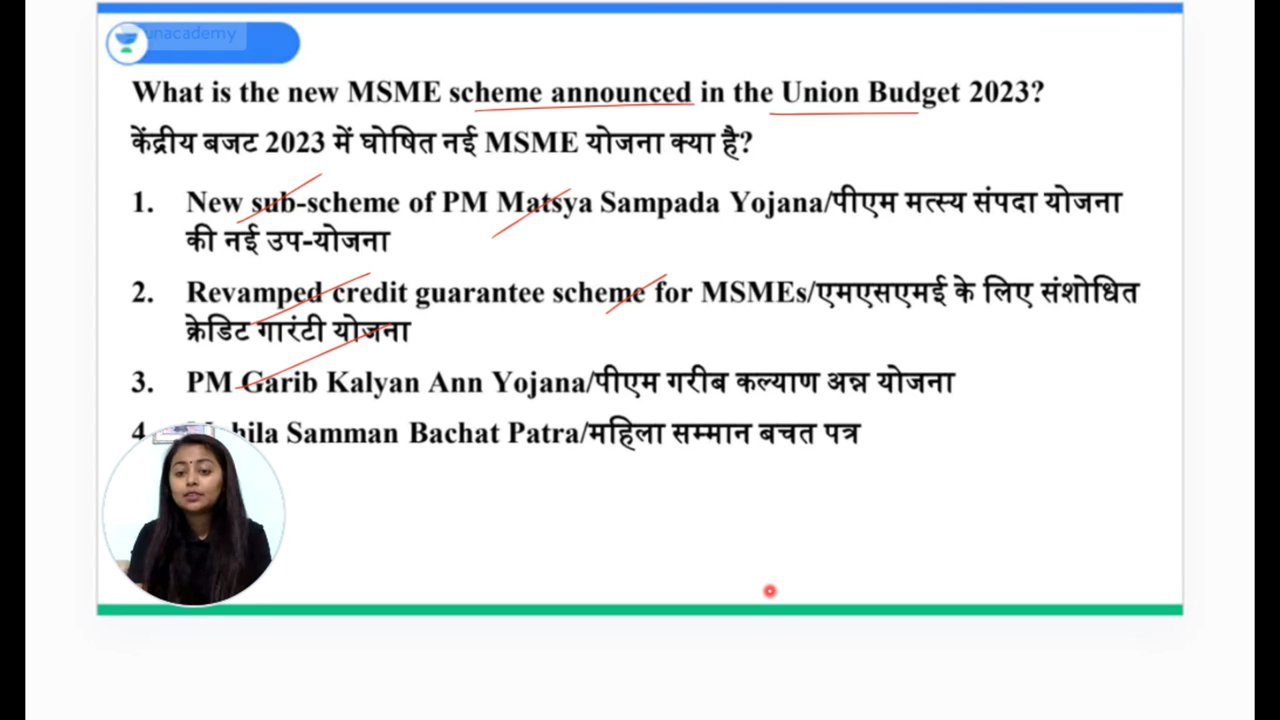 unacademy
What is the new MSME scheme announced in the Union Budget 2023?
केंद्रीय बजट 2023 में घोषित नई MSME योजना क्या है?
1. New sub-scheme of PM Matsya Sampada Yojana/पीएम मत्स्य संपदा योजना
की नई उप-योजना
2. Revamped credit guarantee scheme for MSMEs/एमएसएमई के लिए संशोधित
क्रेडिट गारंटी योजना
3. PM Garib Kalyan Ann Yojana/पीएम गरीब कल्याण अन्न योजना
4 Samman Bachat Patra/महिला सम्मान बचत पत्र